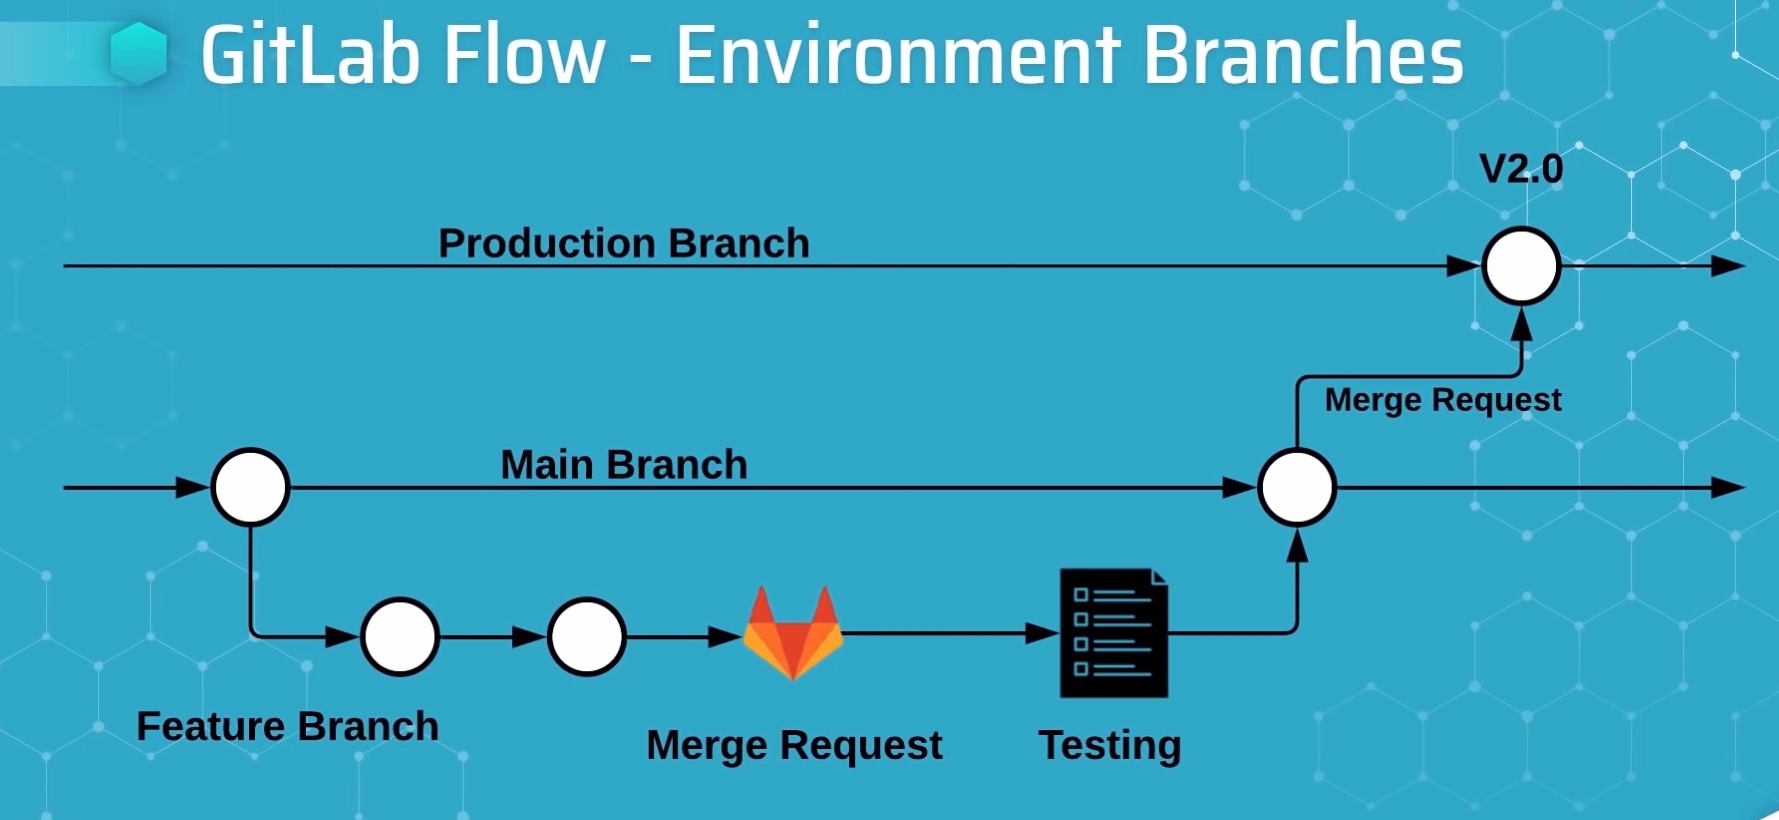 GitLab Flow - Environment Branches
V2.0
Production Branch
Merge Request
Main Branch
Feature Branch
Merge Request
Testing